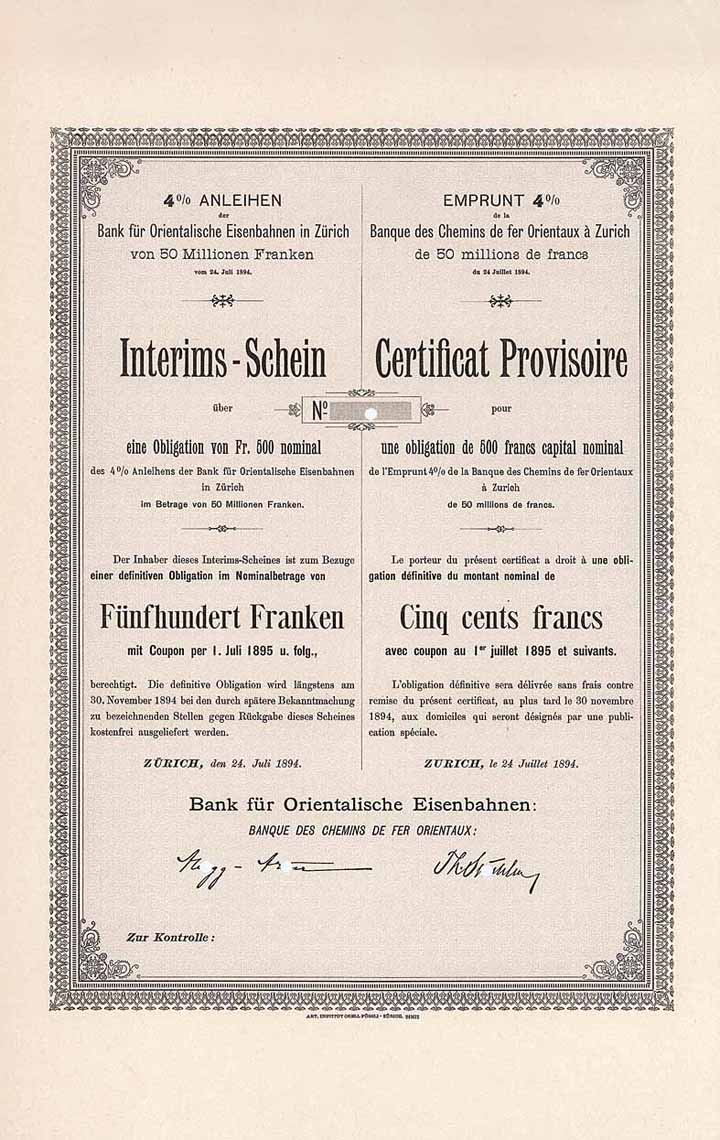 4% ANLEIHEN
der
Bank für Orientalische Eisenbahnen in Zürich
von 50 Millionen Franken
vom 24. Juli 1894.
Interims-Schein
über
eine Obligation von Fr. 500 nominal
des 4% Anleihens der Bank für Orientalische Eisenbahnen
in Zürich
im Betrage von 50 Millionen Franken.
Der Inhaber dieses Interims-Scheines ist zum Bezuge
einer definitiven Obligation im Nominalbetrage von
Fünfhundert Franken
mit Coupon per 1. Juli 1895 u. folg.,
berechtigt. Die definitive Obligation wird längstens am
30. November 1894 bei den durch spätere Bekanntmachung
zu bezeichnenden Stellen gegen Rückgabe dieses Scheines
kostenfrei ausgeliefert werden.
ZÜRICH, den 24. Juli 1894.
EMPRUNT 4%
de la
Banque des Chemins de fer Orientaux à Zurich
de 50 millions de francs
du 24 Juillet 1894.
Certificat Provisoire
No
pour
une obligation de 500 francs capital nominal
de l'Emprunt 4% de la Banque des Chemins de fer Orientaux
à Zurich
de 50 millions de francs.
Le porteur du présent certificat a droit à une obli-
gation définitive du montant nominal de
Cinq cents francs
avec coupon au 1er juillet 1895 et suivants.
L'obligation définitive sera délivrée sans frais contre
remise du présent certificat, au plus tard le 30 novembre
1894, aux domiciles qui seront désignés par une publi-
cation spéciale.
ZURICH, le 24 Juillet 1894.
Bank für Orientalische Eisenbahnen:
BANQUE DES CHEMINS DE FER ORIENTAUX:
Zur Kontrolle:
ART. INSTITUT ORELL FÜSSLI - ZÜRICH.